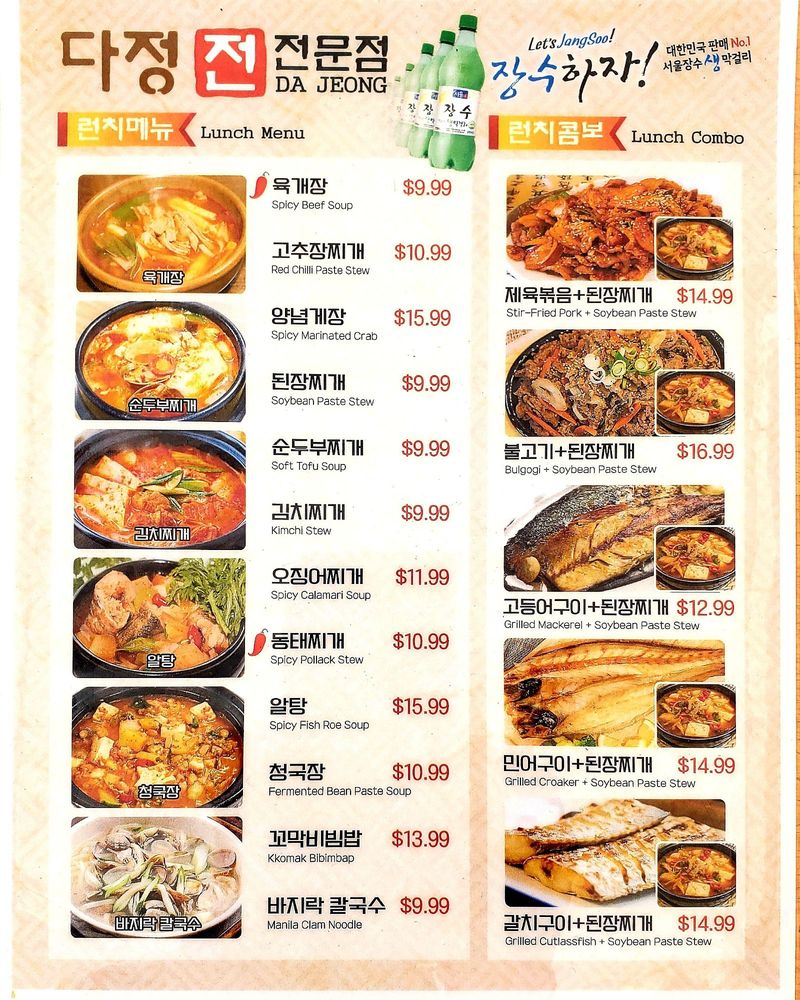 다정 전 전문점
DA JEONG
Let's JangSoo!
장수하자!
대한민국 판매 No.1
서울장수 생막걸리
장수
런치메뉴 Lunch Menu
육개장
순두부찌개
김치찌개
알탕
청국장
바지락 칼국수
육개장 $9.99
Spicy Beef Soup
고추장찌개 $10.99
Red Chilli Paste Stew
양념게장 $15.99
Spicy Marinated Crab
된장찌개 $9.99
Soybean Paste Stew
순두부찌개 $9.99
Soft Tofu Soup
김치찌개 $9.99
Kimchi Stew
오징어찌개 $11.99
Spicy Calamari Soup
동태찌개 $10.99
Spicy Pollack Stew
알탕 $15.99
Spicy Fish Roe Soup
청국장 $10.99
Fermented Bean Paste Soup
꼬막비빔밥 $13.99
Kkomak Bibimbap
바지락 칼국수 $9.99
Manila Clam Noodle
런치콤보 Lunch Combo
제육볶음+된장찌개 $14.99
Stir-Fried Pork + Soybean Paste Stew
불고기+된장찌개 $16.99
Bulgogi + Soybean Paste Stew
고등어구이+된장찌개 $12.99
Grilled Mackerel + Soybean Paste Stew
민어구이+된장찌개 $14.99
Grilled Croaker + Soybean Paste Stew
갈치구이+된장찌개 $14.99
Grilled Cutlassfish + Soybean Paste Stew